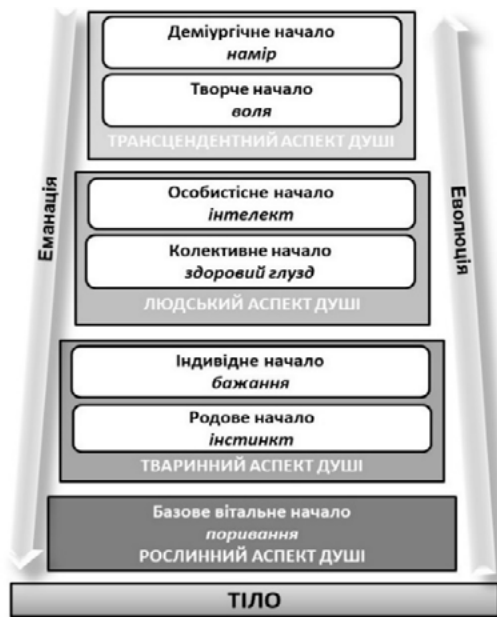 Деміургічне начало
намір
Творче начало
воля
ТРАНСЦЕНДЕНТНИЙ АСПЕКТ ДУШІ
Еманація
Еволюція
Особистісне начало
інтелект
Колективне начало
здоровий глузд
ЛЮДСЬКИЙ АСПЕКТ ДУШІ
Індивідне начало
бажання
Родове начало
інстинкт
ТВАРИННИЙ АСПЕКТ ДУШІ
Базове вітальне начало
поривання
РОСЛИННИЙ АСПЕКТ ДУШІ
ТІЛО